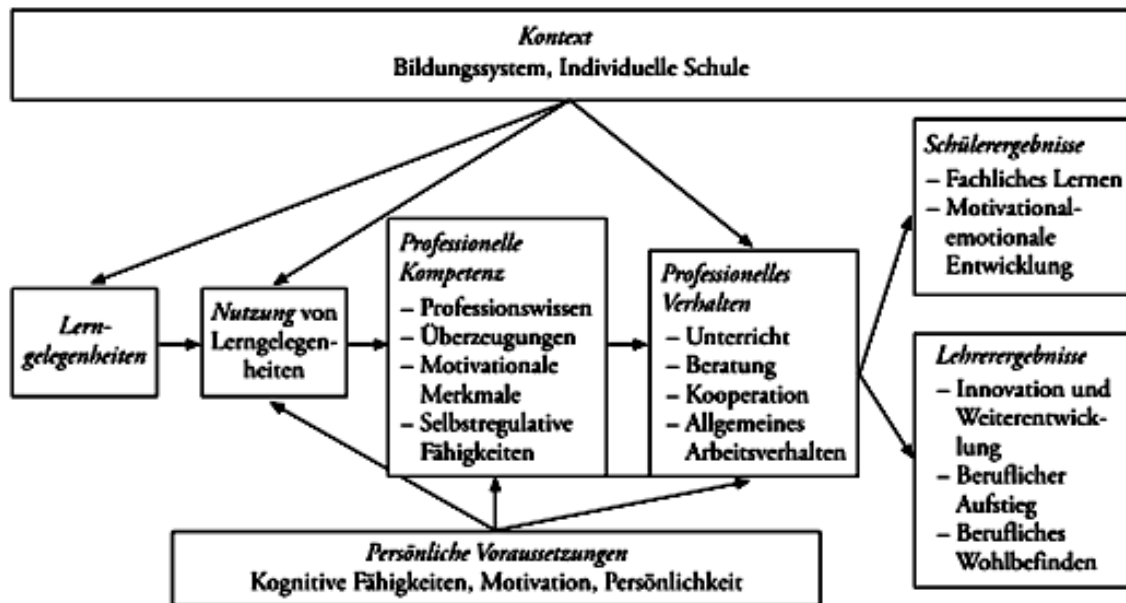 Kontext
Bildungssystem, Individuelle Schule
Lern-
gelegenheiten
Nutzung von
Lerngelegen-
heiten
Professionelle
Kompetenz
– Professionswissen
– Überzeugungen
– Motivationale
Merkmale
– Selbstregulative
Fähigkeiten
Professionelles
Verhalten
– Unterricht
– Beratung
– Kooperation
– Allgemeines
Arbeitsverhalten
Schülerergebnisse
– Fachliches Lernen
– Motivational-
emotionale
Entwicklung
Lehrerergebnisse
– Innovation und
Weiterentwick-
lung
– Beruflicher
Aufstieg
– Berufliches
Wohlbefinden
Persönliche Voraussetzungen
Kognitive Fähigkeiten, Motivation, Persönlichkeit